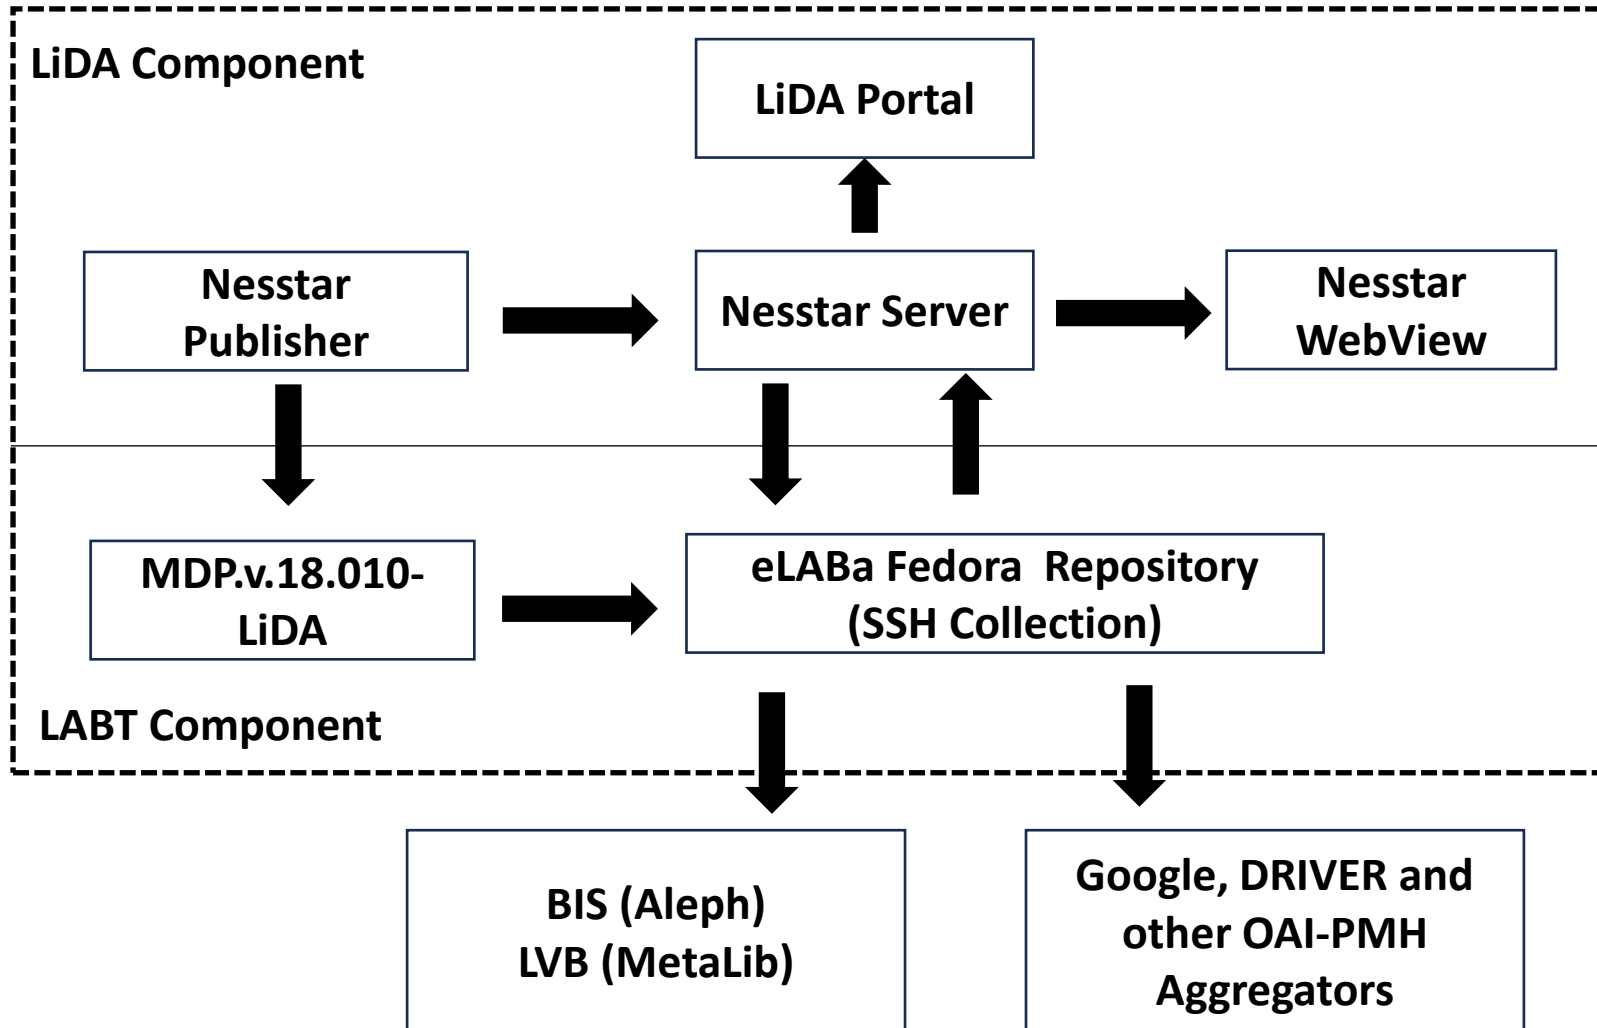 LiDA Component
LiDA Portal
Nesstar
Publisher
Nesstar Server
Nesstar
WebView
MDP.v.18.010-
LiDA
eLABa Fedora  Repository
(SSH Collection)
LABT Component
BIS (Aleph)
LVB (MetaLib)
Google, DRIVER and
other OAI-PMH
Aggregators